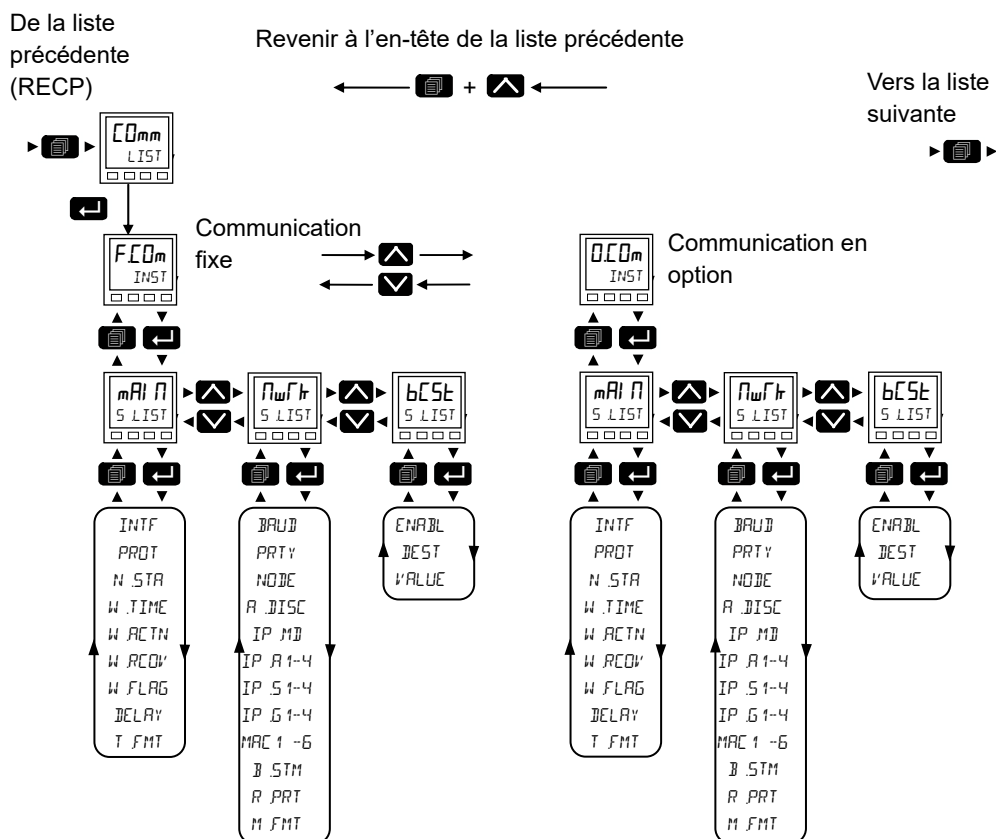 De la liste
précédente
(RECP)
Revenir à l'en-tête de la liste précédente
+
Vers la liste
suivante
COmm
LIST
F.COm
INST
Communication
fixe
O.COm
INST
Communication en
option
mAIN
S LIST
NwrK
S LIST
bCSt
S LIST
mAIN
S LIST
NwrK
S LIST
bCSt
S LIST
INTF
PROT
N.STA
W.TIME
W.ACTN
W.RCOV
W.FLAG
DELAY
T.FMT
BAUD
PRTY
NODE
A.DISC
IP.MD
IP.A1-4
IP.S1-4
IP.G1-4
MAC1-6
B.STM
R.PRT
M.FMT
ENABL
DEST
VALUE
INTF
PROT
N.STA
W.TIME
W.ACTN
W.RCOV
W.FLAG
DELAY
T.FMT
BAUD
PRTY
NODE
A.DISC
IP.MD
IP.A1-4
IP.S1-4
IP.G1-4
MAC1-6
B.STM
R.PRT
M.FMT
ENABL
DEST
VALUE